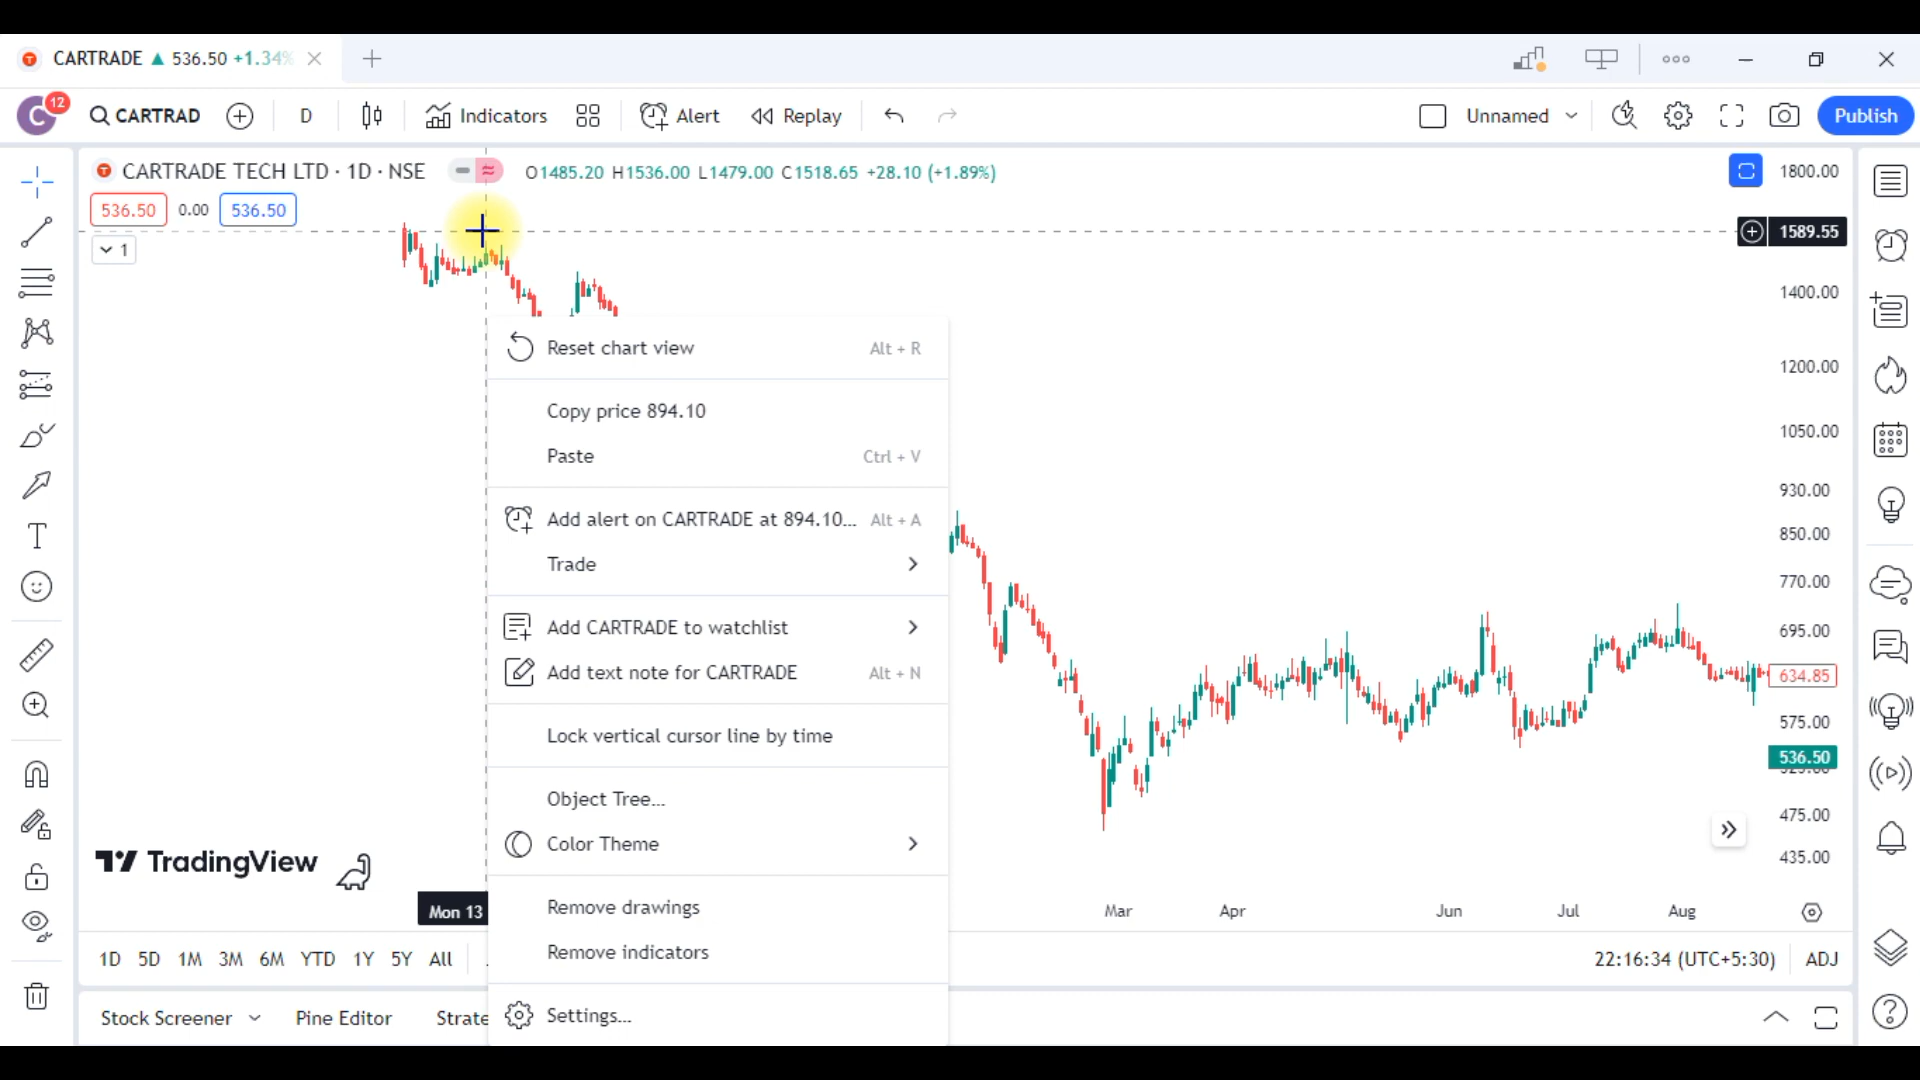 CARTRADE ▲ 536.50 +1.34%
12
C
CARTRAD
D
Indicators
Alert
Replay
Unnamed
Publish
CARTRADE TECH LTD · 1D · NSE
O1485.20 H1536.00 L1479.00 C1518.65 +28.10 (+1.89%)
536.50 0.00 536.50
1
1800.00
1589.55
1400.00
1200.00
1050.00
930.00
850.00
770.00
695.00
634.85
575.00
536.50
475.00
435.00
Reset chart view Alt + R
Copy price 894.10
Paste Ctrl + V
Add alert on CARTRADE at 894.10... Alt + A
Trade
Add CARTRADE to watchlist
Add text note for CARTRADE Alt + N
Lock vertical cursor line by time
Object Tree...
Color Theme
Remove drawings
Remove indicators
Settings...
TradingView
Mon 13
Mar Apr Jun Jul Aug
1D 5D 1M 3M 6M YTD 1Y 5Y All
22:16:34 (UTC+5:30) ADJ
Stock Screener Pine Editor Strate